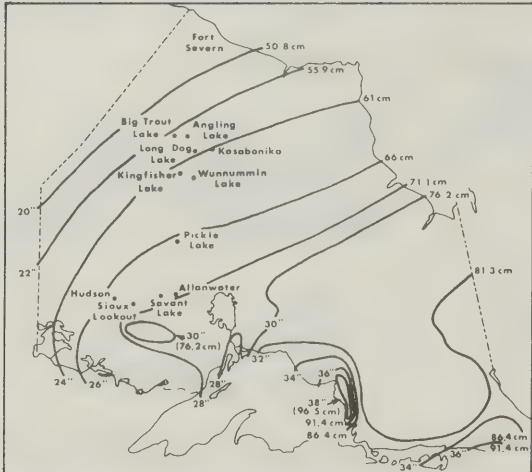 Fort
Severn
50.8 cm
55.9 cm
61 cm
Big Trout
Lake
Angling
Lake
Long Dog
Lake
Kasabonika
66 cm
Kingfisher
Lake
Wunnummin
Lake
71.1 cm
76.2 cm
20"
Pickle
Lake
22"
81.3 cm
Allanwater
Hudson
Sioux
Lookout
Savant
Lake
30"
30"
(76.2cm)
32"
24"
26"
28"
28"
34"
36"
38"
(96.5 cm)
91.4 cm
86.4 cm
86.4 cm
91.4 cm
36"
34"